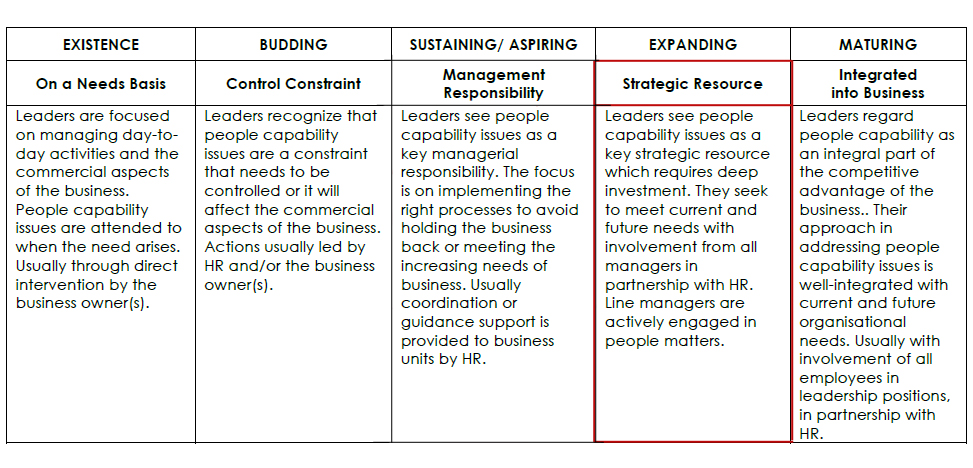 EXISTENCE
BUDDING
SUSTAINING/ ASPIRING
EXPANDING
MATURING
On a Needs Basis
Control Constraint
Management
Responsibility
Strategic Resource
Integrated
into Business
Leaders are focused
on managing day-to-
day activities and the
commercial aspects
of the business.
People capability
issues are attended to
when the need arises.
Usually through direct
intervention by the
business owner(s).
Leaders recognize that
people capability
issues are a constraint
that needs to be
controlled or it will
affect the commercial
aspects of the business.
Actions usually led by
HR and/or the business
owner(s).
Leaders see people
capability issues as a
key managerial
responsibility. The focus
is on implementing the
right processes to avoid
holding the business
back or meeting the
increasing needs of
business. Usually
coordination or
guidance support is
provided to business
units by HR.
Leaders see people
capability issues as a
key strategic resource
which requires deep
investment. They seek
to meet current and
future needs with
involvement from all
managers in
partnership with HR.
Line managers are
actively engaged in
people matters.
Leaders regard
people capability as
an integral part of
the competitive
advantage of the
business.. Their
approach in
addressing people
capability issues is
well-integrated with
current and future
organisational
needs. Usually with
involvement of all
employees in
leadership positions,
in partnership with
HR.